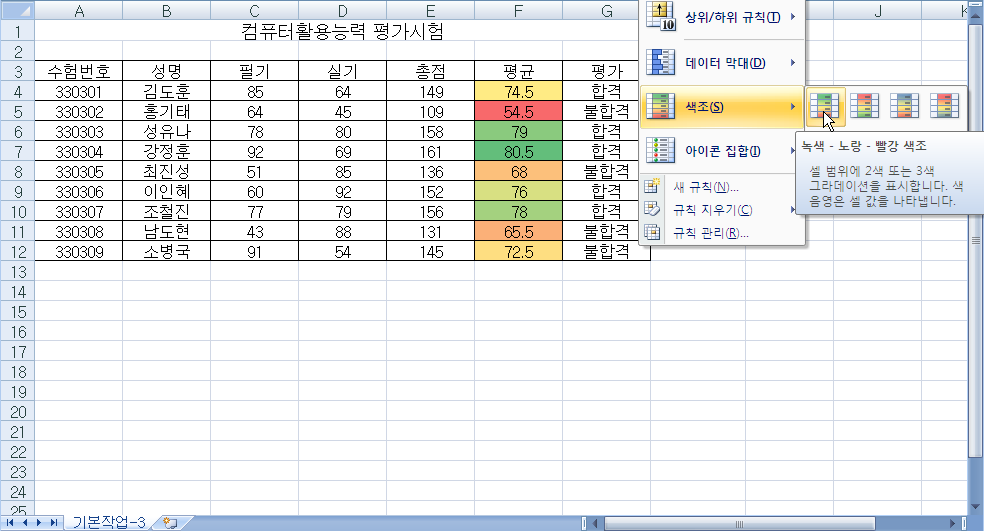 A B C D E F G J K
1 컴퓨터활용능력 평가시험
2
3 수험번호 성명 필기 실기 총점 평균 평가
4 330301 김도훈 85 64 149 74.5 합격
5 330302 홍기태 64 45 109 54.5 불합격
6 330303 성유나 78 80 158 79 합격
7 330304 강정훈 92 69 161 80.5 합격
8 330305 최진성 51 85 136 68 불합격
9 330306 이인혜 60 92 152 76 합격
10 330307 조철진 77 79 156 78 합격
11 330308 남도현 43 88 131 65.5 불합격
12 330309 소병국 91 54 145 72.5 불합격
13
14
15
16
17
18
19
20
21
22
23
24
25
10 상위/하위 규칙(T)
데이터 막대(D)
색조(S)
아이콘 집합(I)
새 규칙(N)...
규칙 지우기(C)
규칙 관리(R)...
녹색 - 노랑 - 빨강 색조
셀 범위에 2색 또는 3색
그라데이션을 표시합니다. 색
음영은 셀 값을 나타냅니다.
기본작업-3